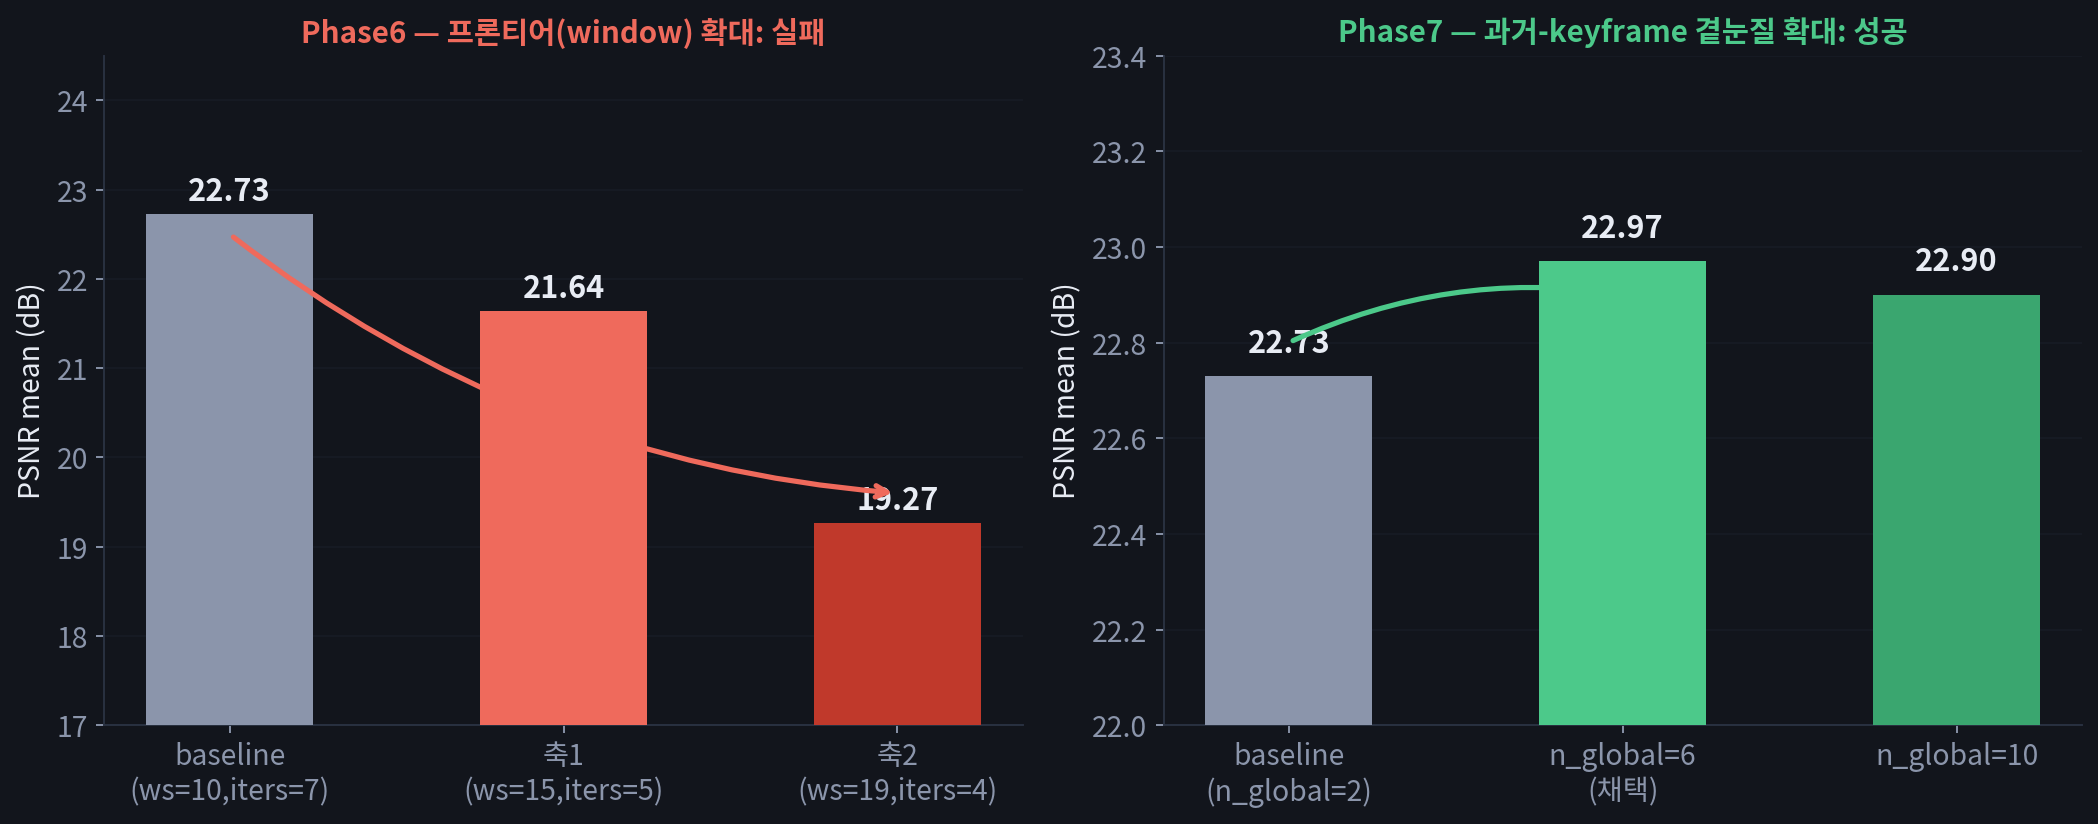 Phase6 — 프론티어(window) 확대: 실패
PSNR mean (dB)
24
23
22
21
20
19
18
17
22.73
21.64
19.27
baseline
(ws=10,iters=7)
축1
(ws=15,iters=5)
축2
(ws=19,iters=4)
Phase7 — 과거-keyframe 곁눈질 확대: 성공
PSNR mean (dB)
23.4
23.2
23.0
22.8
22.6
22.4
22.2
22.0
22.73
22.97
22.90
baseline
(n_global=2)
n_global=6
(채택)
n_global=10